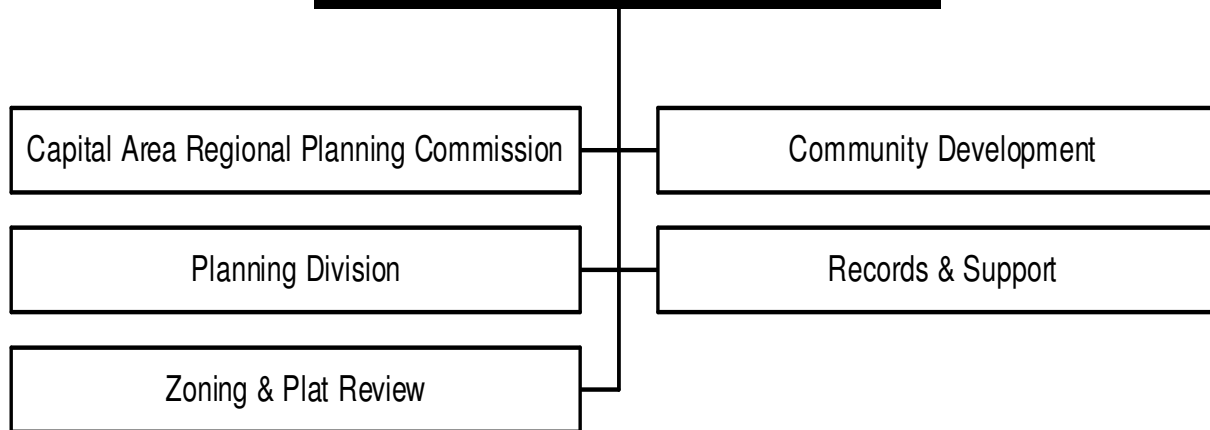 Capital Area Regional Planning Commission
Community Development
Planning Division
Records & Support
Zoning & Plat Review